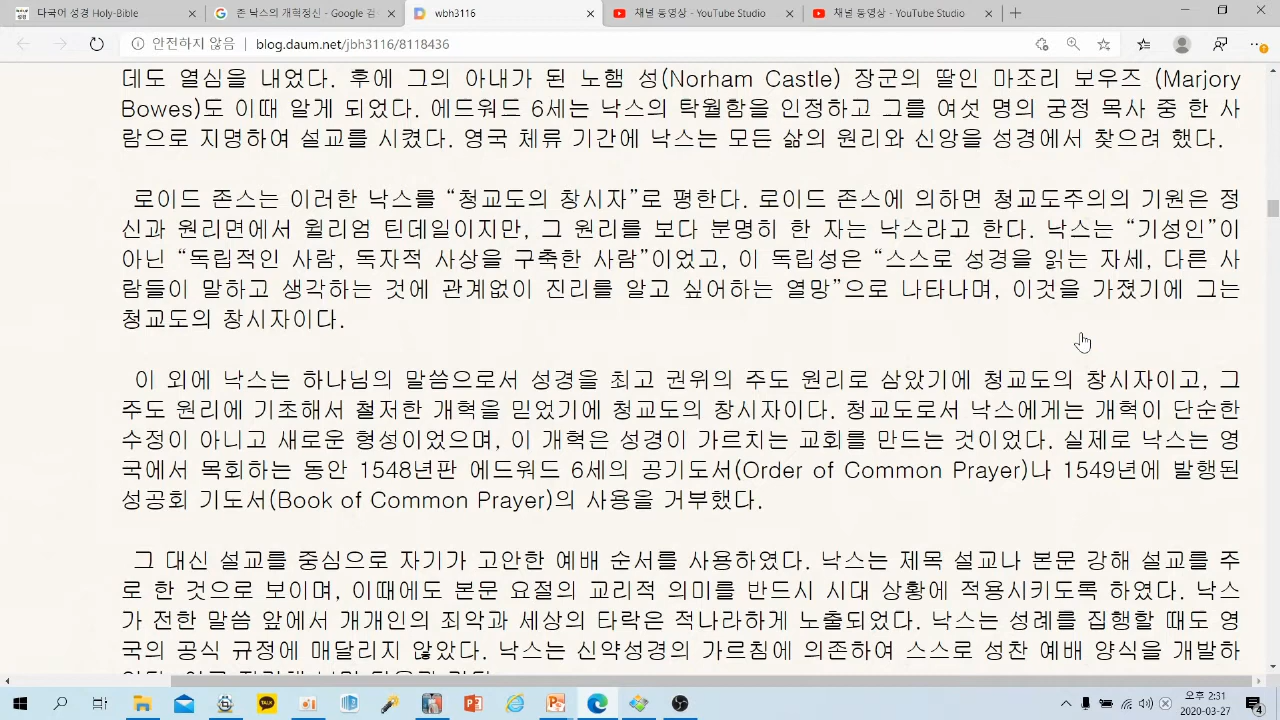 다국어 성경 Holy-Bible
존 낙스의 개혁정신 - Google 검
wbh3116
채널 동영상 - YouTube Studio
채널 동영상 - YouTube Studio
안전하지 않음
blog.daum.net/jbh3116/8118436
데도 열심을 내었다. 후에 그의 아내가 된 노햄 성(Norham Castle) 장군의 딸인 마조리 보우즈 (Marjory
Bowes)도 이때 알게 되었다. 에드워드 6세는 낙스의 탁월함을 인정하고 그를 여섯 명의 궁정 목사 중 한 사
람으로 지명하여 설교를 시켰다. 영국 체류 기간에 낙스는 모든 삶의 원리와 신앙을 성경에서 찾으려 했다.
로이드 존스는 이러한 낙스를 “청교도의 창시자”로 평한다. 로이드 존스에 의하면 청교도주의의 기원은 정
신과 원리면에서 윌리엄 틴데일이지만, 그 원리를 보다 분명히 한 자는 낙스라고 한다. 낙스는 “기성인”이
아닌 “독립적인 사람, 독자적 사상을 구축한 사람”이었고, 이 독립성은 “스스로 성경을 읽는 자세, 다른 사
람들이 말하고 생각하는 것에 관계없이 진리를 알고 싶어하는 열망”으로 나타나며, 이것을 가졌기에 그는
청교도의 창시자이다.
이 외에 낙스는 하나님의 말씀으로서 성경을 최고 권위의 주도 원리로 삼았기에 청교도의 창시자이고, 그
주도 원리에 기초해서 철저한 개혁을 믿었기에 청교도의 창시자이다. 청교도로서 낙스에게는 개혁이 단순한
수정이 아니고 새로운 형성이었으며, 이 개혁은 성경이 가르치는 교회를 만드는 것이었다. 실제로 낙스는 영
국에서 목회하는 동안 1548년판 에드워드 6세의 공기도서(Order of Common Prayer)나 1549년에 발행된
성공회 기도서(Book of Common Prayer)의 사용을 거부했다.
그 대신 설교를 중심으로 자기가 고안한 예배 순서를 사용하였다. 낙스는 제목 설교나 본문 강해 설교를 주
로 한 것으로 보이며, 이때에도 본문 요절의 교리적 의미를 반드시 시대 상황에 적용시키도록 하였다. 낙스
가 전한 말씀 앞에서 개개인의 죄악과 세상의 타락은 적나라하게 노출되었다. 낙스는 성례를 집행할 때도 영
국의 공식 규정에 매달리지 않았다. 낙스는 신약성경의 가르침에 의존하여 스스로 성찬 예배 양식을 개발하
TALK
오후 2:31
2020-03-27
4